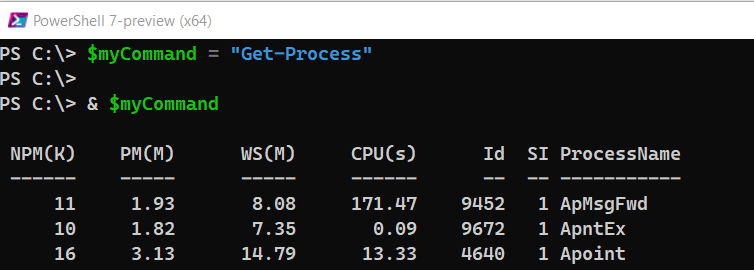 PowerShell 7-preview (x64)
PS C:\> $myCommand = "Get-Process"
PS C:\>
PS C:\> & $myCommand
NPM(K) PM(M) WS(M) CPU(s) Id SI ProcessName
------ ----- ----- ------ -- -- -----------
11 1.93 8.08 171.47 9452 1 ApMsgFwd
10 1.82 7.35 0.09 9672 1 ApntEx
16 3.13 14.79 13.33 4640 1 Apoint